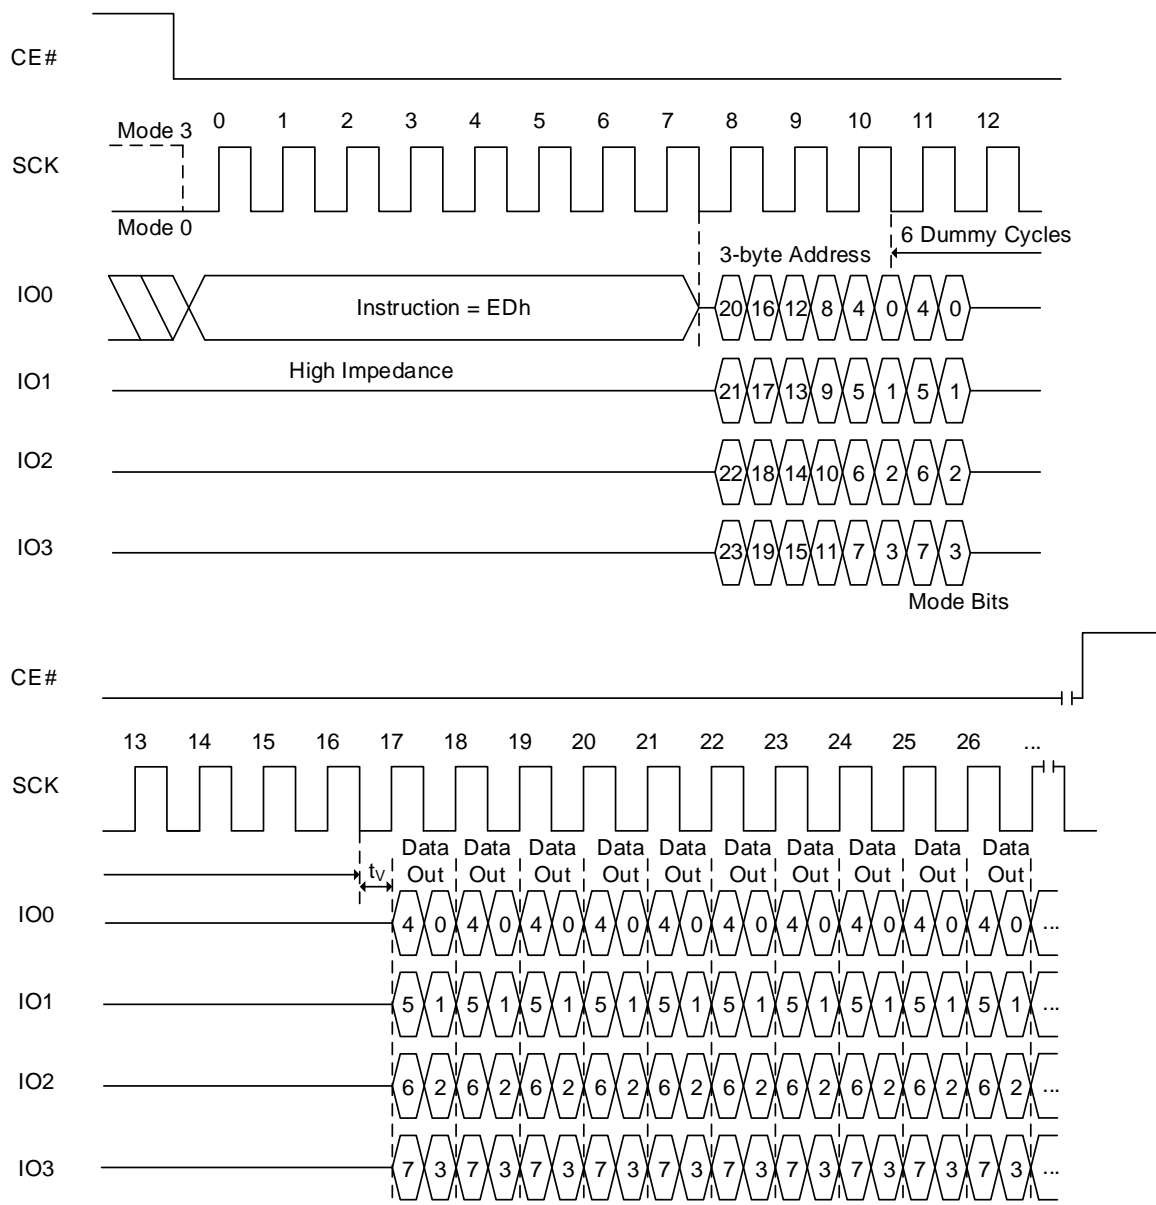 CE#
Mode 3 0 1 2 3 4 5 6 7 8 9 10 11 12
SCK
Mode 0
6 Dummy Cycles
3-byte Address
IO0 Instruction = EDh 20 16 12 8 4 0 4 0
High Impedance
IO1 21 17 13 9 5 1 5 1
IO2 22 18 14 10 6 2 6 2
IO3 23 19 15 11 7 3 7 3
Mode Bits
CE#
13 14 15 16 17 18 19 20 21 22 23 24 25 26 ...
SCK
Data Data Data Data Data Data Data Data Data Data
tV Out Out Out Out Out Out Out Out Out Out
IO0 4 0 4 0 4 0 4 0 4 0 4 0 4 0 4 0 4 0 4 0 ...
IO1 5 1 5 1 5 1 5 1 5 1 5 1 5 1 5 1 5 1 5 1 ...
IO2 6 2 6 2 6 2 6 2 6 2 6 2 6 2 6 2 6 2 6 2 ...
IO3 7 3 7 3 7 3 7 3 7 3 7 3 7 3 7 3 7 3 7 3 ...